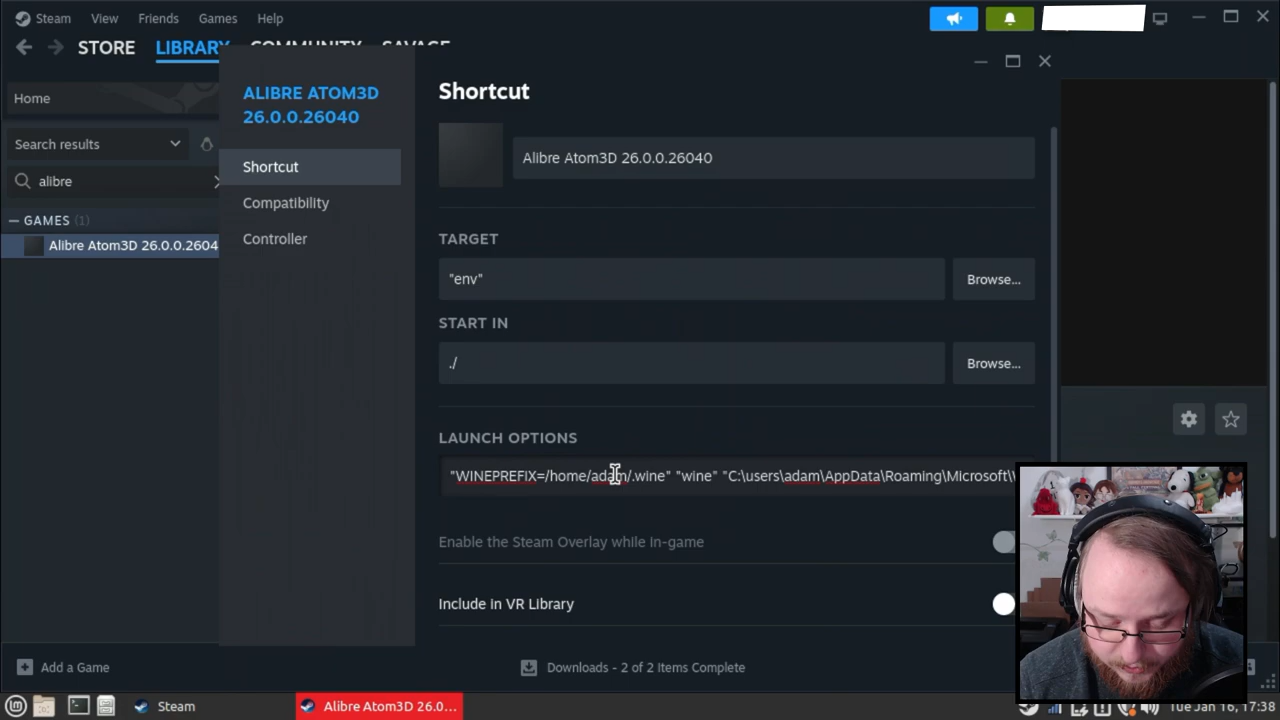 Steam View Friends Games Help
STORE LIBRARY COMMUNITY SAVAGE
Home
Search results
alibre
GAMES (1)
Alibre Atom3D 26.0.0.2604
ALIBRE ATOM3D
26.0.0.26040
Shortcut
Compatibility
Controller
Shortcut
Alibre Atom3D 26.0.0.26040
TARGET
"env" Browse...
START IN
./ Browse...
LAUNCH OPTIONS
"WINEPREFIX=/home/adam/.wine" "wine" "C:\users\adam\AppData\Roaming\Microsoft\
Enable the Steam Overlay while in-game
Include in VR Library
Add a Game
Downloads - 2 of 2 Items Complete
Steam
Alibre Atom3D 26.0...
Tue Jan 16, 17:38